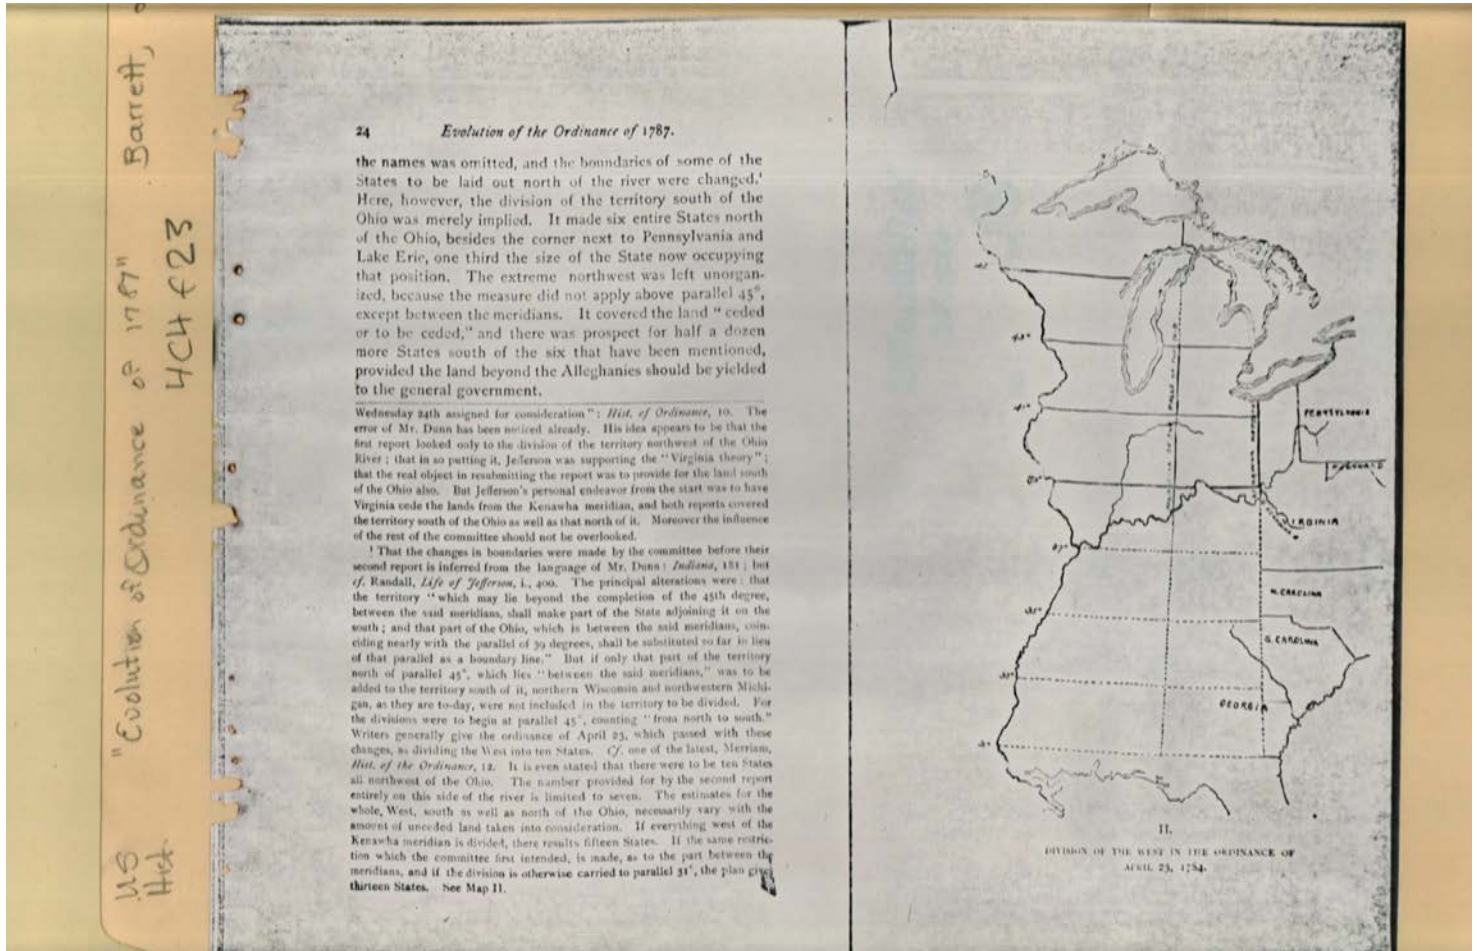 US Hist. "Evolution of Ordinance of 1787" Barrett,
4CH E23
24 Evolution of the Ordinance of 1787.
the names was omitted, and the boundaries of some of the
States to be laid out north of the river were changed.¹
Here, however, the division of the territory south of the
Ohio was merely implied. It made six entire States north
of the Ohio, besides the corner next to Pennsylvania and
Lake Erie, one third the size of the State now occupying
that position. The extreme northwest was left unorgan-
ized, because the measure did not apply above parallel 45°,
except between the meridians. It covered the land "ceded
or to be ceded," and there was prospect for half a dozen
more States south of the six that have been mentioned,
provided the land beyond the Alleghanies should be yielded
to the general government.
Wednesday 24th assigned for consideration": Hist. of Ordinance, 10. The
error of Mr. Dunn has been noticed already. His idea appears to be that the
first report looked only to the division of the territory northwest of the Ohio
River; that in so putting it, Jefferson was supporting the "Virginia theory";
that the real object in resubmitting the report was to provide for the land south
of the Ohio also. But Jefferson's personal endeavor from the start was to have
Virginia cede the lands from the Kenawha meridian, and both reports covered
the territory south of the Ohio as well as that north of it. Moreover the influence
of the rest of the committee should not be overlooked.
¹ That the changes in boundaries were made by the committee before their
second report is inferred from the language of Mr. Dunn: Indiana, 181; but
cf. Randall, Life of Jefferson, i., 400. The principal alterations were: that
the territory "which may lie beyond the completion of the 45th degree,
between the said meridians, shall make part of the State adjoining it on the
south; and that part of the Ohio, which is between the said meridians, coin-
ciding nearly with the parallel of 39 degrees, shall be substituted so far in lieu
of that parallel as a boundary line." But if only that part of the territory
north of parallel 45°, which lies "between the said meridians," was to be
added to the territory south of it, northern Wisconsin and northwestern Michi-
gan, as they are to-day, were not included in the territory to be divided. For
the divisions were to begin at parallel 45°, counting "from north to south."
Writers generally give the ordinance of April 23, which passed with these
changes, as dividing the West into ten States. Cf. one of the latest, Merriam,
Hist. of the Ordinance, 12. It is even stated that there were to be ten States
all northwest of the Ohio. The number provided for by the second report
entirely on this side of the river is limited to seven. The estimates for the
whole, West, south as well as north of the Ohio, necessarily vary with the
amount of unceded land taken into consideration. If everything west of the
Kenawha meridian is divided, there results fifteen States. If the same restric-
tion which the committee first intended, is made, as to the part between the
meridians, and if the division is otherwise carried to parallel 31°, the plan gives
thirteen States. See Map II.
45°
43°
41°
PENSYLVANIA
39°
VIRGINIA
37°
N. CAROLINA
35°
S. CAROLINA
33°
GEORGIA
31°
II.
DIVISION OF THE WEST IN THE ORDINANCE OF
APRIL 23, 1784.